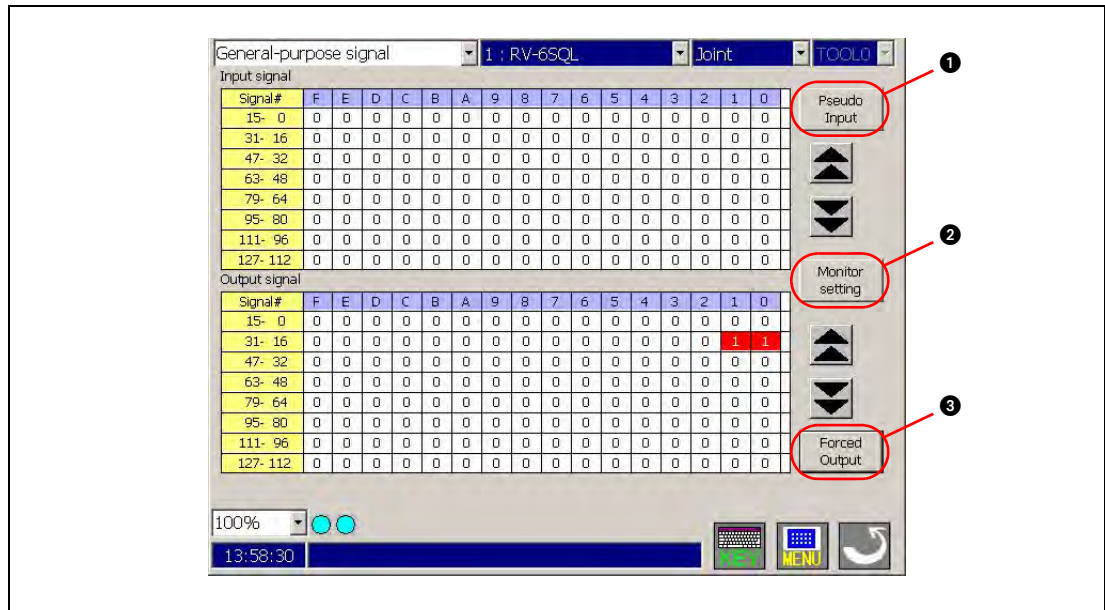 General-purpose signal 1 : RV-6SQL Joint TOOL0
❶
Input signal
Signal# F E D C B A 9 8 7 6 5 4 3 2 1 0
15- 0 0 0 0 0 0 0 0 0 0 0 0 0 0 0 0 0
31- 16 0 0 0 0 0 0 0 0 0 0 0 0 0 0 0 0
47- 32 0 0 0 0 0 0 0 0 0 0 0 0 0 0 0 0
63- 48 0 0 0 0 0 0 0 0 0 0 0 0 0 0 0 0
79- 64 0 0 0 0 0 0 0 0 0 0 0 0 0 0 0 0
95- 80 0 0 0 0 0 0 0 0 0 0 0 0 0 0 0 0
111- 96 0 0 0 0 0 0 0 0 0 0 0 0 0 0 0 0
127- 112 0 0 0 0 0 0 0 0 0 0 0 0 0 0 0 0
Pseudo
Input
❷
Monitor
setting
Output signal
Signal# F E D C B A 9 8 7 6 5 4 3 2 1 0
15- 0 0 0 0 0 0 0 0 0 0 0 0 0 0 0 0 0
31- 16 0 0 0 0 0 0 0 0 0 0 0 0 0 0 1 1
47- 32 0 0 0 0 0 0 0 0 0 0 0 0 0 0 0 0
63- 48 0 0 0 0 0 0 0 0 0 0 0 0 0 0 0 0
79- 64 0 0 0 0 0 0 0 0 0 0 0 0 0 0 0 0
95- 80 0 0 0 0 0 0 0 0 0 0 0 0 0 0 0 0
111- 96 0 0 0 0 0 0 0 0 0 0 0 0 0 0 0 0
127- 112 0 0 0 0 0 0 0 0 0 0 0 0 0 0 0 0
❸
Forced
Output
100%
13:58:30
KEY
MENU